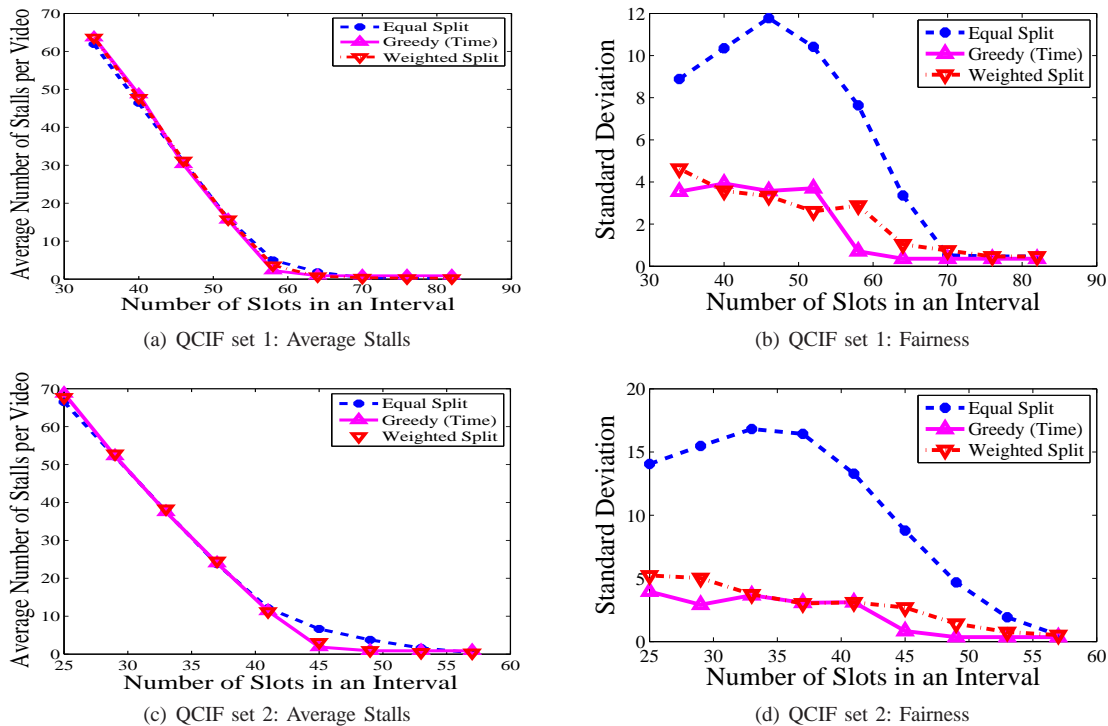 Average Number of Stalls per Video
70
60
50
40
30
20
10
0
30 40 50 60 70 80 90
Number of Slots in an Interval
Equal Split
Greedy (Time)
Weighted Split
(a) QCIF set 1: Average Stalls
Standard Deviation
12
10
8
6
4
2
0
30 40 50 60 70 80 90
Number of Slots in an Interval
Equal Split
Greedy (Time)
Weighted Split
(b) QCIF set 1: Fairness
Average Number of Stalls per Video
70
60
50
40
30
20
10
0
25 30 35 40 45 50 55 60
Number of Slots in an Interval
Equal Split
Greedy (Time)
Weighted Split
(c) QCIF set 2: Average Stalls
Standard Deviation
20
15
10
5
0
25 30 35 40 45 50 55 60
Number of Slots in an Interval
Equal Split
Greedy (Time)
Weighted Split
(d) QCIF set 2: Fairness